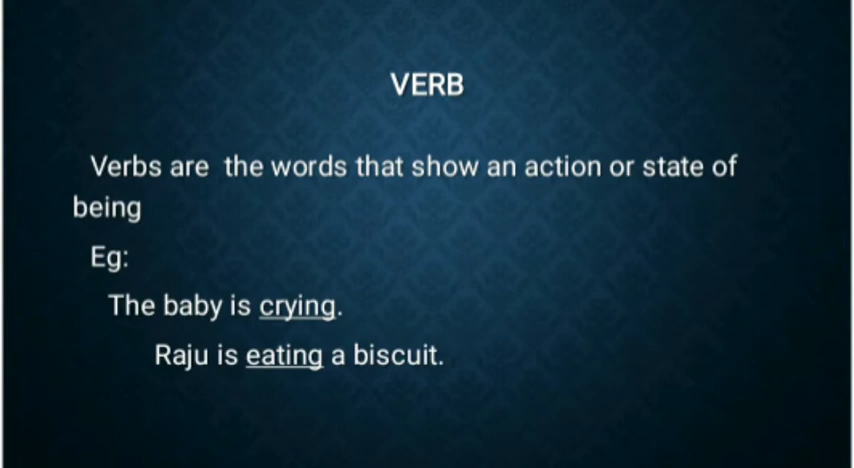 VERB
Verbs are the words that show an action or state of
being
Eg:
The baby is crying.
Raju is eating a biscuit.